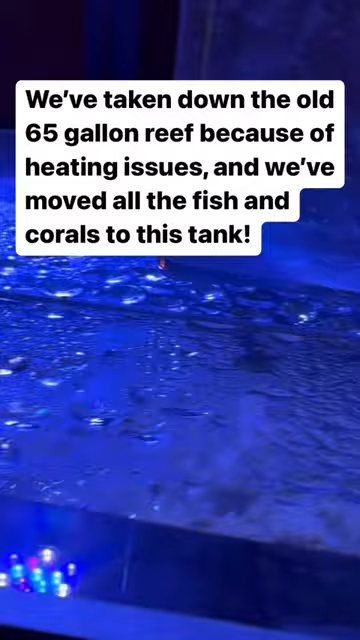 We’ve taken down the old
65 gallon reef because of
heating issues, and we’ve
moved all the fish and
corals to this tank!